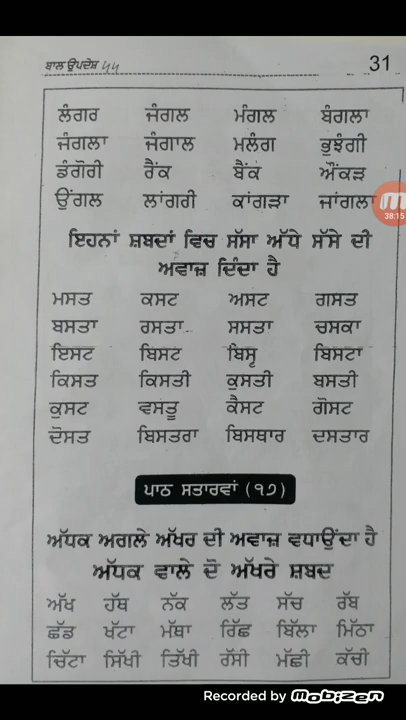 ਬਾਲ ਉਪਦੇਸ਼ ५५ 31
ਲੰਗਰ ਜੰਗਲ ਮੰਗਲ ਬੰਗਲਾ
ਜੰਗਲਾ ਜੰਗਾਲ ਮਲੰਗ ਭੁਝੰਗੀ
ਡੰਗੋਰੀ ਰੈਂਕ ਬੈਂਕ ਔਂਕੜ
ਉਂਗਲ ਲਾਂਗਰੀ ਕਾਂਗੜਾ ਜਾਂਗਲਾ
38:15
ਇਹਨਾਂ ਸ਼ਬਦਾਂ ਵਿਚ ਸੱਸਾ ਅੱਧੇ ਸੱਸੇ ਦੀ
ਅਵਾਜ਼ ਦਿੰਦਾ ਹੈ
ਮਸਤ ਕਸਟ ਅਸਟ ਗਸਤ
ਬਸਤਾ ਰਸਤਾ ਸਸਤਾ ਚਸਕਾ
ਇਸਟ ਬਿਸਟ ਬਿਸ੍ਵ ਬਿਸਟਾ
ਕਿਸਤ ਕਿਸਤੀ ਕੁਸਤੀ ਬਸਤੀ
ਕੁਸਟ ਵਸਤੂ ਕੈਸਟ ਗੋਸਟ
ਦੋਸਤ ਬਿਸਤਰਾ ਬਿਸਥਾਰ ਦਸਤਾਰ
ਪਾਠ ਸਤਾਰਵਾਂ (੧੭)
ਅੱਧਕ ਅਗਲੇ ਅੱਖਰ ਦੀ ਅਵਾਜ਼ ਵਧਾਉਂਦਾ ਹੈ
ਅੱਧਕ ਵਾਲੇ ਦੋ ਅੱਖਰੇ ਸ਼ਬਦ
ਅੱਖ ਹੱਥ ਨੱਕ ਲੱਤ ਸੱਚ ਰੱਬ
ਛੱਡ ਖੱਟਾ ਮੱਥਾ ਰਿੱਛ ਬਿੱਲਾ ਮਿੱਠਾ
ਚਿੱਟਾ ਸਿੱਖੀ ਤਿੱਖੀ ਰੱਸੀ ਮੱਛੀ ਕੱਚੀ
Recorded by mobizen